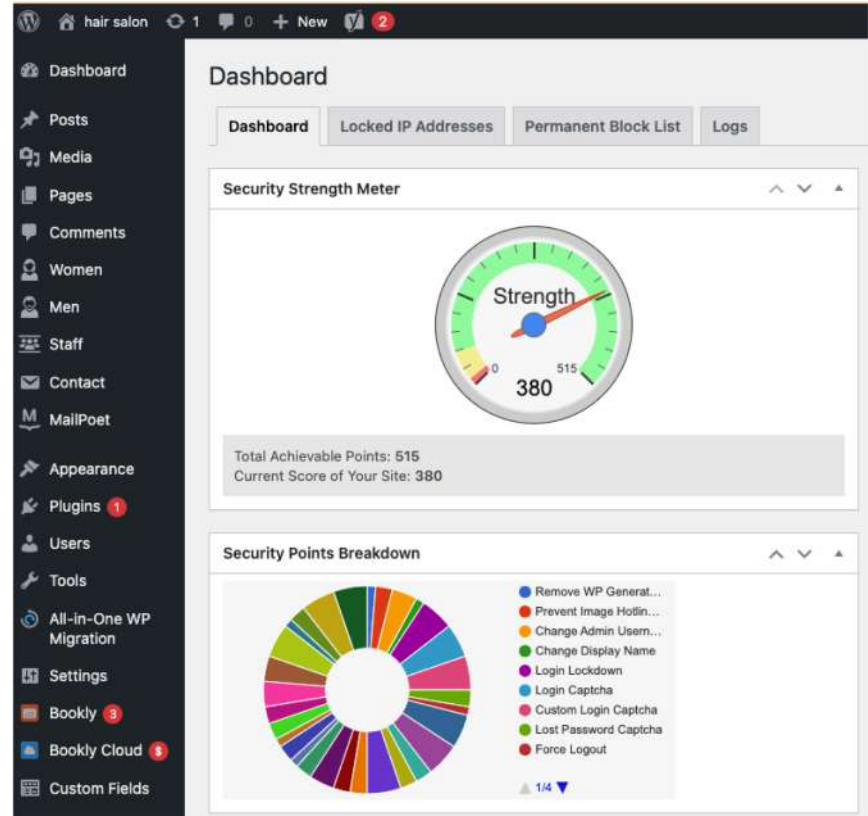 hair salon 1 0 + New 2
Dashboard
Posts
Media
Pages
Comments
Women
Men
Staff
Contact
MailPoet
Appearance
Plugins 1
Users
Tools
All-in-One WP
Migration
Settings
Bookly 3
Bookly Cloud $
Custom Fields
Dashboard
Dashboard Locked IP Addresses Permanent Block List Logs
Security Strength Meter
Strength
0 515
380
Total Achievable Points: 515
Current Score of Your Site: 380
Security Points Breakdown
Remove WP Generat...
Prevent Image Hotlin...
Change Admin Usern...
Change Display Name
Login Lockdown
Login Captcha
Custom Login Captcha
Lost Password Captcha
Force Logout
1/4